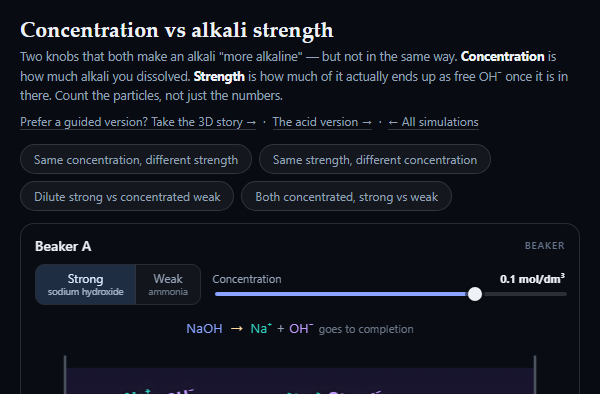 Concentration vs alkali strength
Two knobs that both make an alkali "more alkaline" — but not in the same way. Concentration is
how much alkali you dissolved. Strength is how much of it actually ends up as free OH⁻ once it is in
there. Count the particles, not just the numbers.
Prefer a guided version? Take the 3D story → · The acid version → · ← All simulations
Same concentration, different strength
Same strength, different concentration
Dilute strong vs concentrated weak
Both concentrated, strong vs weak
Beaker A
BEAKER
Strong
sodium hydroxide
Weak
ammonia
Concentration
0.1 mol/dm³
NaOH → Na⁺ + OH⁻ goes to completion